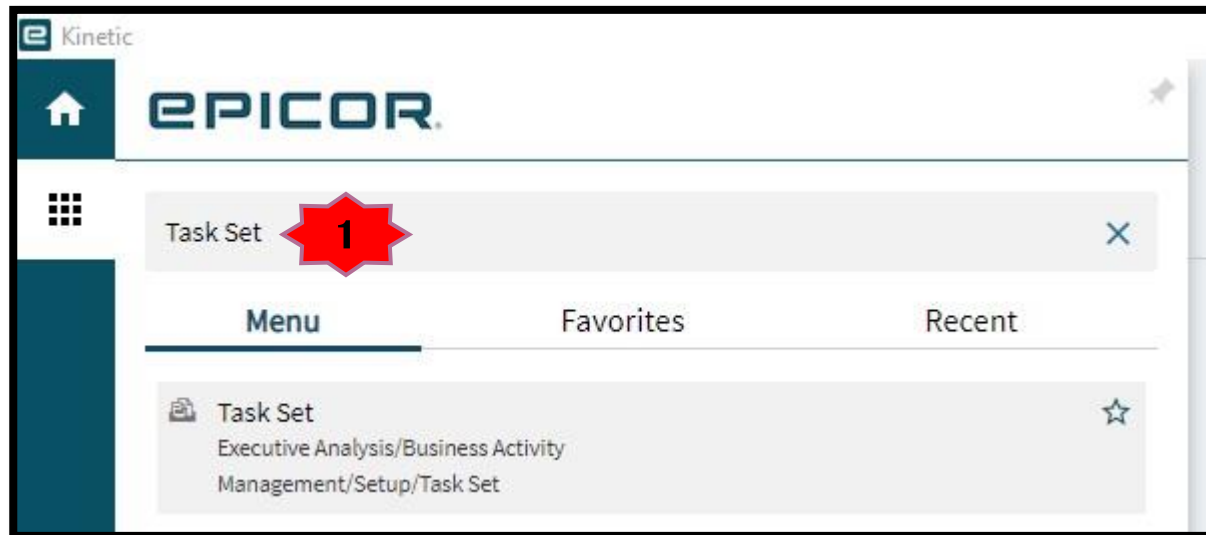 Kinetic
EPICOR.
Task Set 1
Menu Favorites Recent
Task Set
Executive Analysis/Business Activity
Management/Setup/Task Set